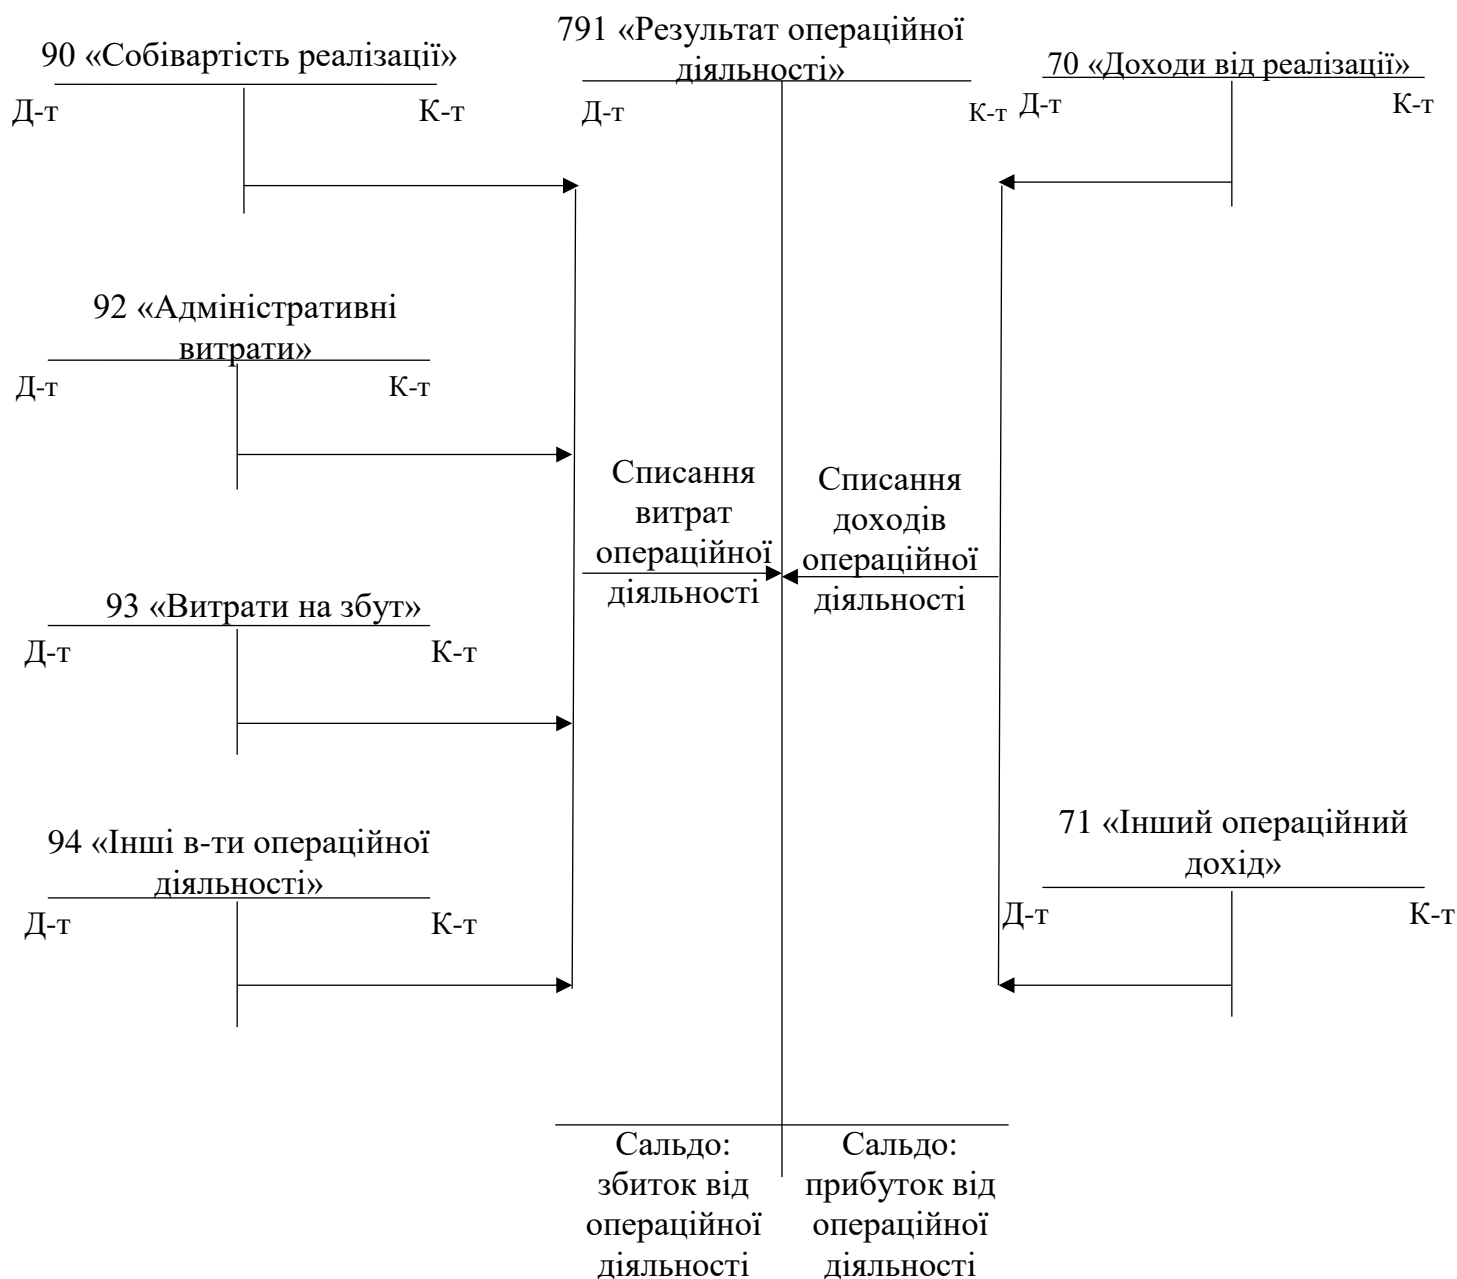 90 «Собівартість реалізації»
Д-т
К-т
791 «Результат операційної
діяльності»
Д-т
К-т
70 «Доходи від реалізації»
Д-т
К-т
92 «Адміністративні
витрати»
Д-т
К-т
Списання
витрат
операційної
діяльності
Списання
доходів
операційної
діяльності
93 «Витрати на збут»
Д-т
К-т
94 «Інші в-ти операційної
діяльності»
Д-т
К-т
71 «Інший операційний
дохід»
Д-т
К-т
Сальдо:
збиток від
операційної
діяльності
Сальдо:
прибуток від
операційної
діяльності